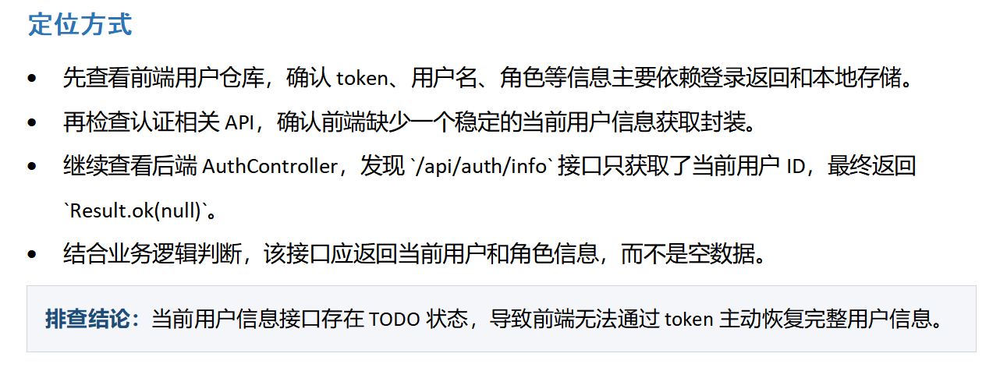 定位方式
• 先查看前端用户仓库，确认 token、用户名、角色等信息主要依赖登录返回和本地存储。
• 再检查认证相关 API，确认前端缺少一个稳定的当前用户信息获取封装。
• 继续查看后端 AuthController，发现 `/api/auth/info` 接口只获取了当前用户 ID，最终返回
`Result.ok(null)`。
• 结合业务逻辑判断，该接口应返回当前用户和角色信息，而不是空数据。
排查结论：当前用户信息接口存在 TODO 状态，导致前端无法通过 token 主动恢复完整用户信息。